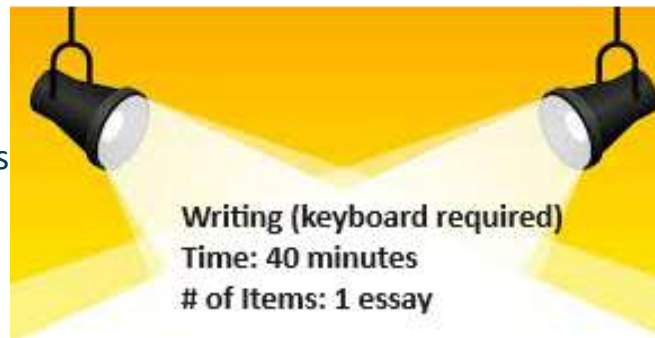 s
Writing (keyboard required)
Time: 40 minutes
# of Items: 1 essay